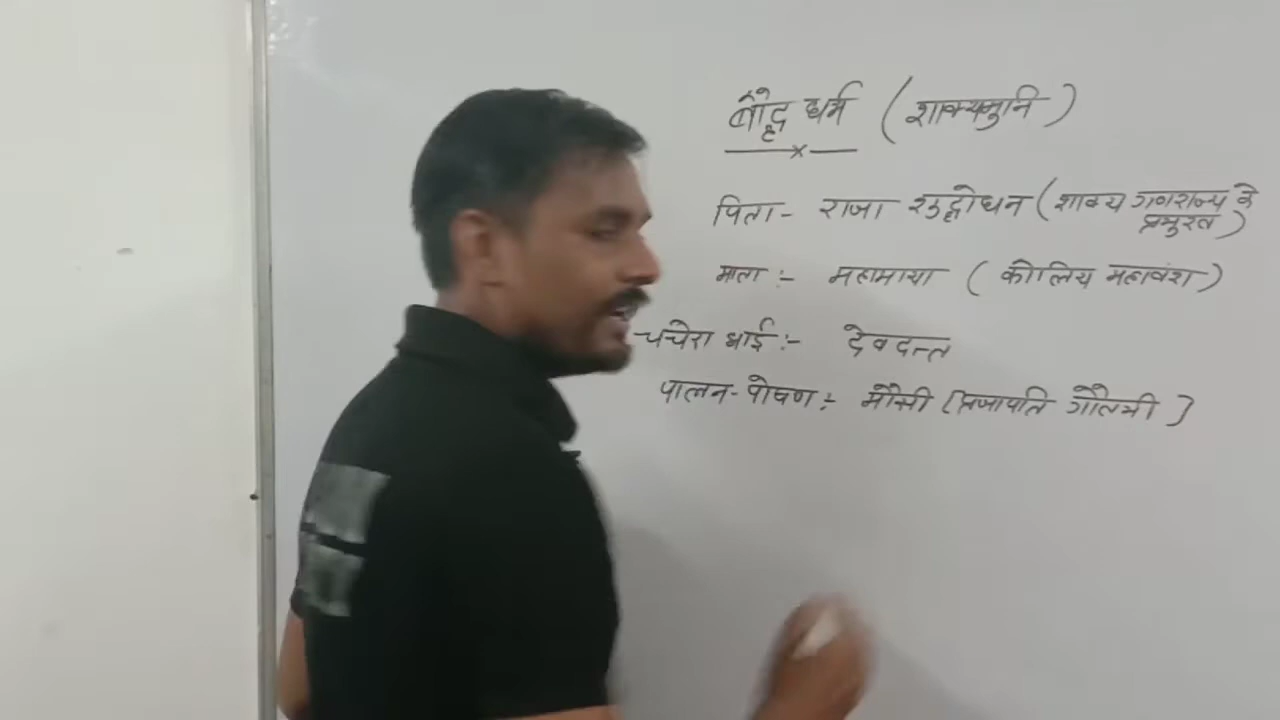 बौद्ध धर्म (शाक्यमुनि)
पिता- राजा शुद्धोधन (शाक्य गणराज्य के
प्रमुख)
माता :- महामाया (कोलिय महावंश)
चचेरा भाई :- देवदत्त
पालन-पोषण :- मौसी [प्रजापति गौतमी]